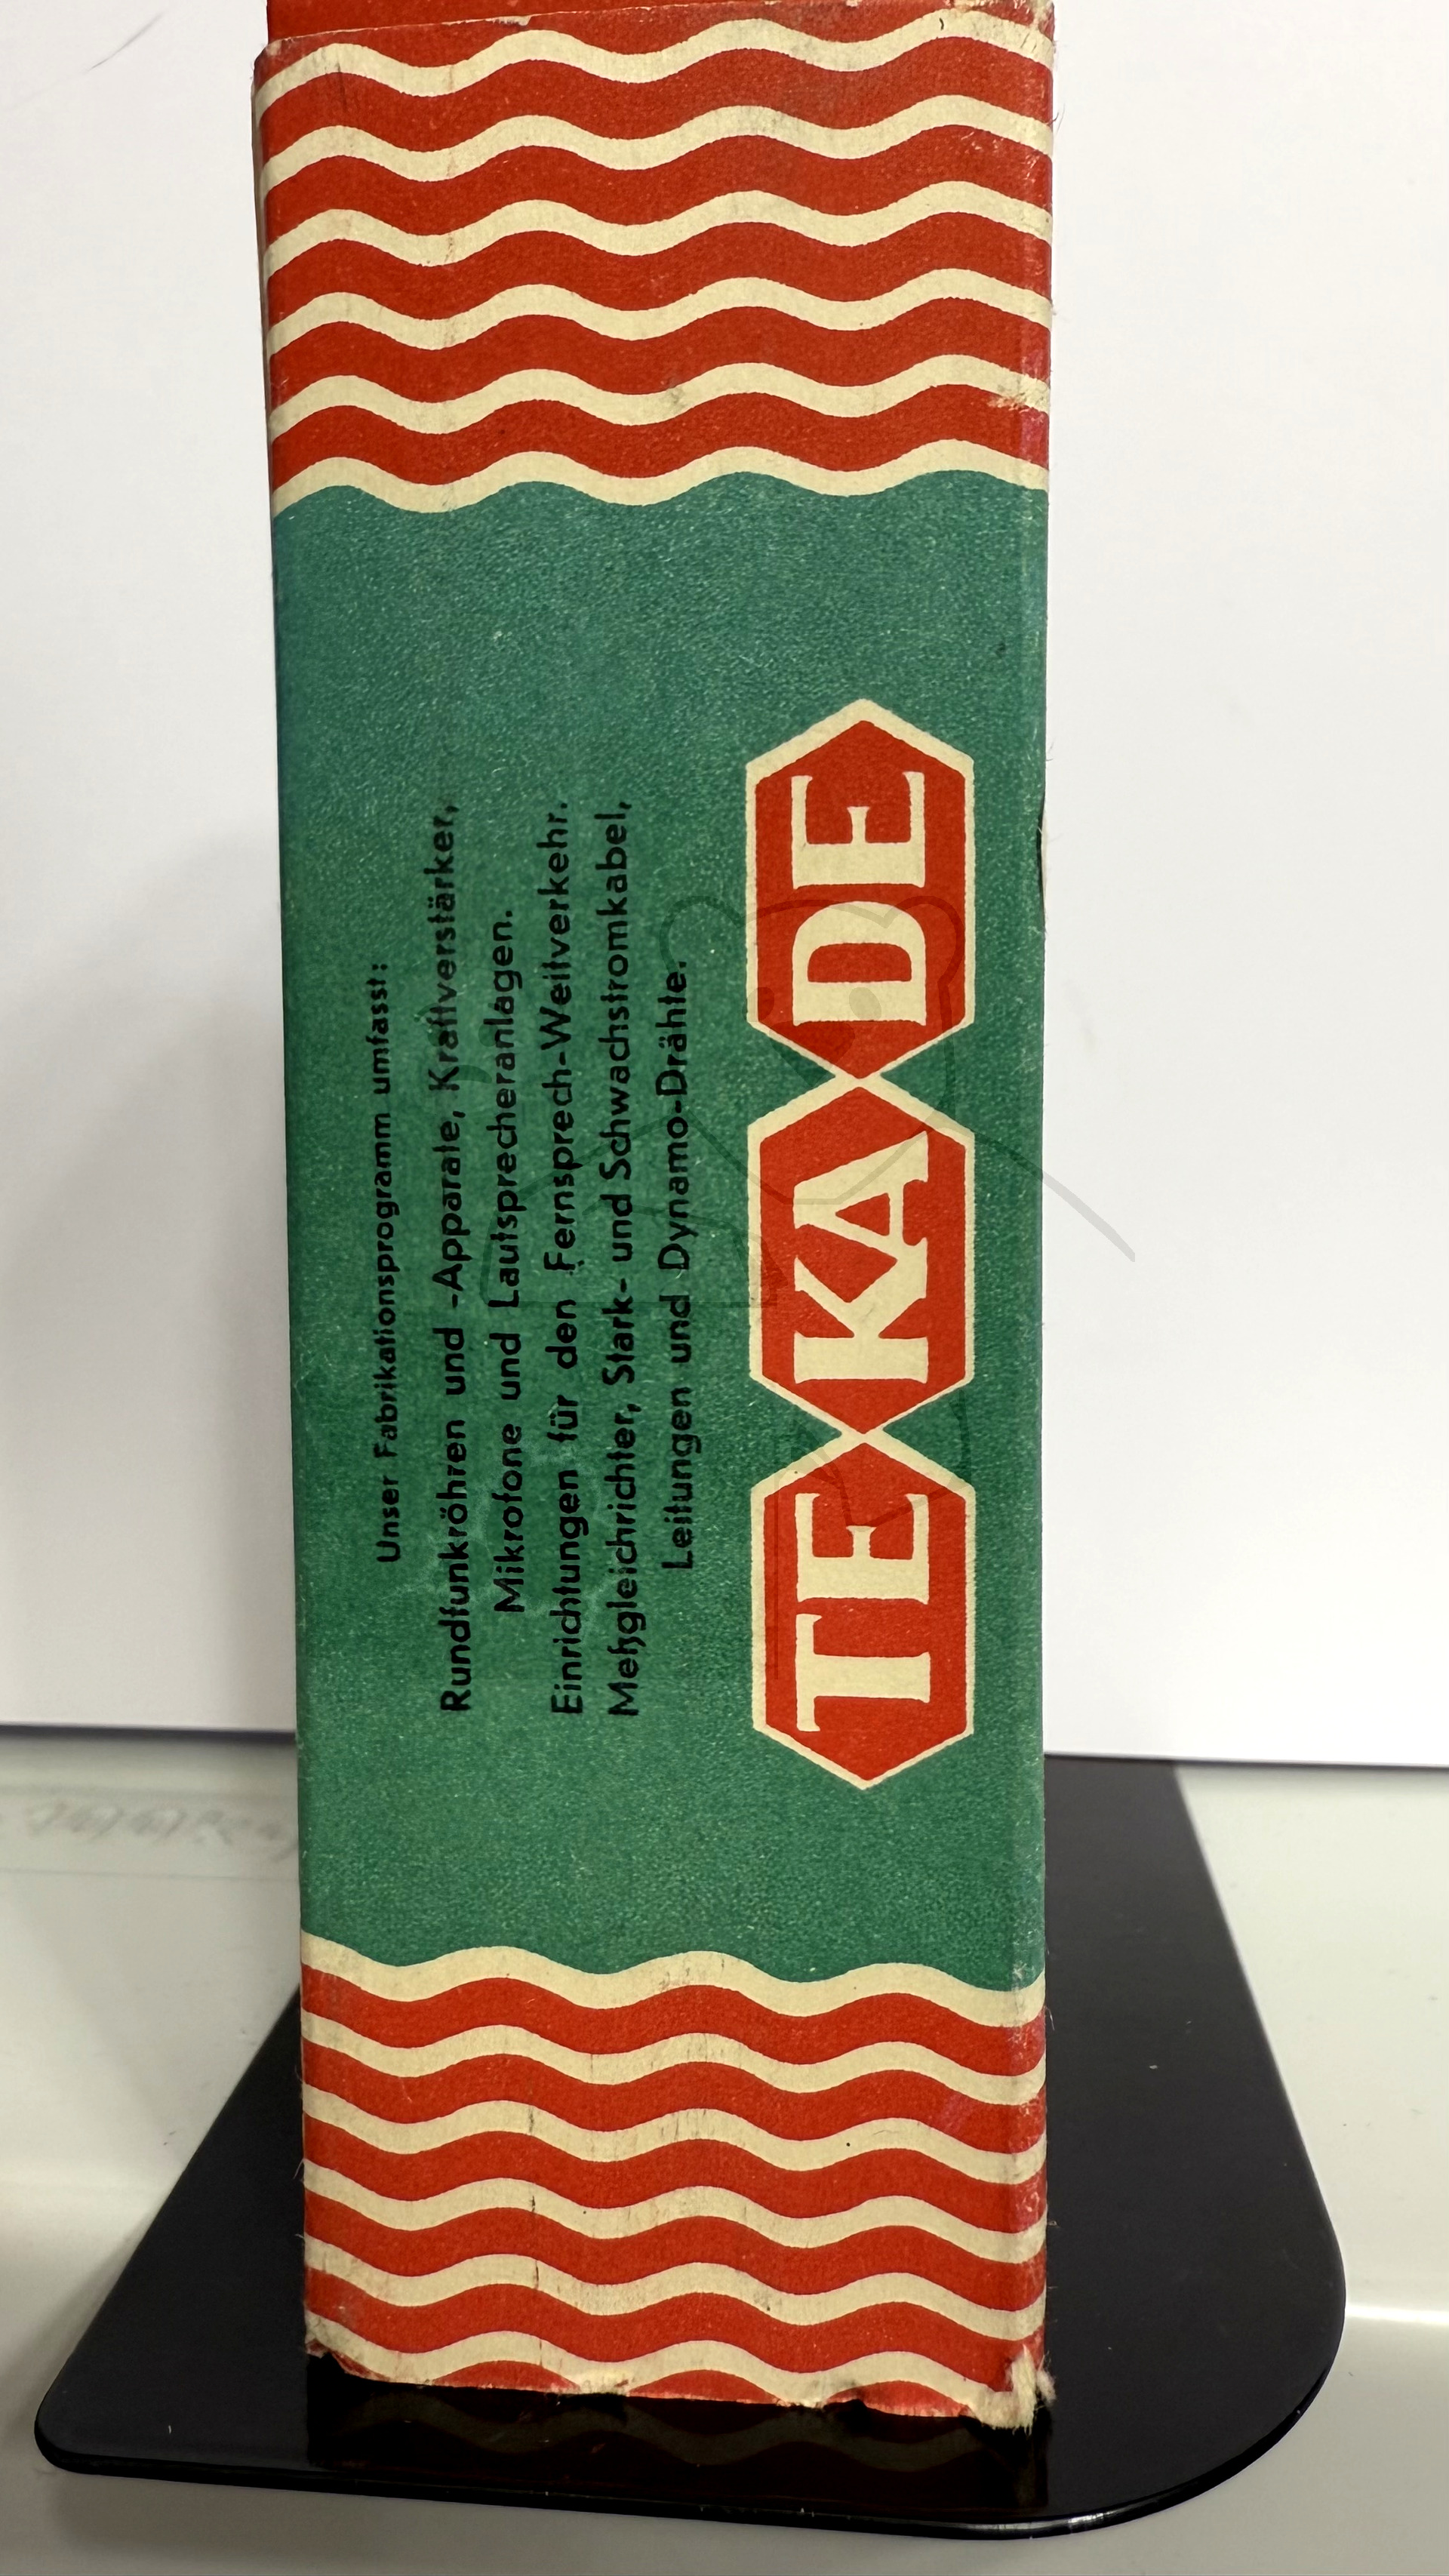 Unser Fabrikationsprogramm umfasst:
Rundfunkröhren und -Apparate, Kraftverstärker,
Mikrofone und Lautsprecheranlagen.
Einrichtungen für den Fernsprech-Weitverkehr.
Meßgleichrichter, Stark- und Schwachstromkabel,
Leitungen und Dynamo-Drähte.
TE KA DE